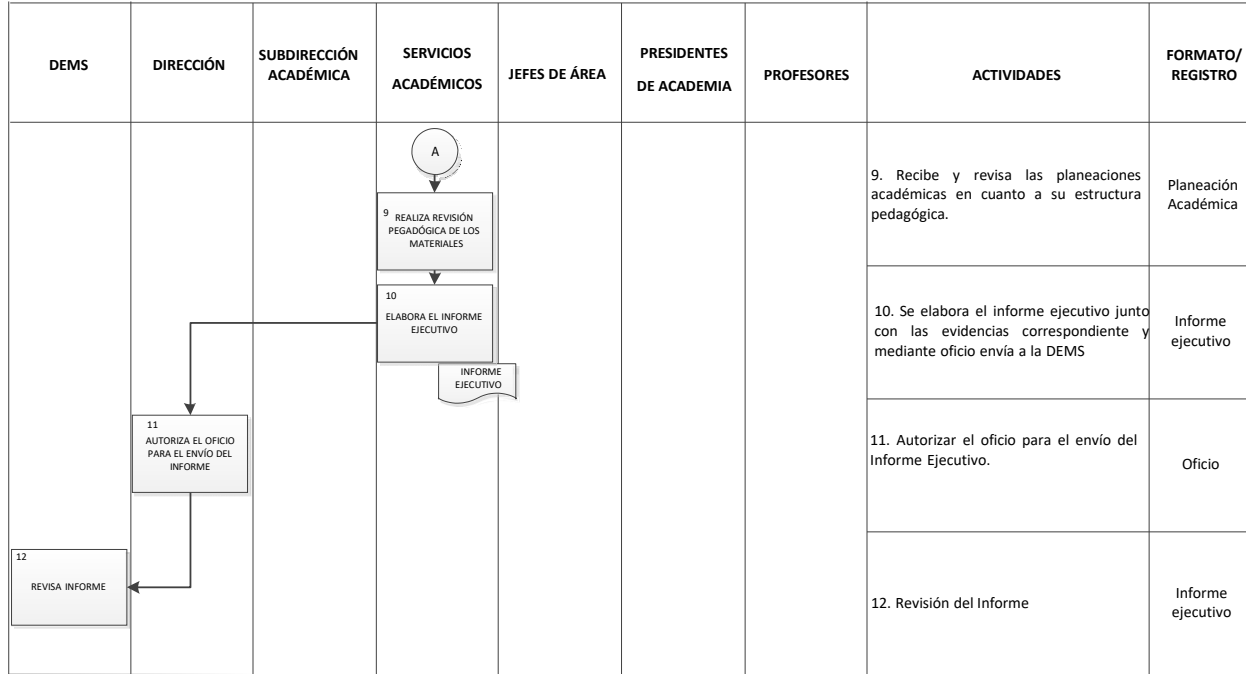 DEMS
DIRECCIÓN
SUBDIRECCIÓN
ACADÉMICA
SERVICIOS
ACADÉMICOS
JEFES DE ÁREA
PRESIDENTES
DE ACADEMIA
PROFESORES
ACTIVIDADES
FORMATO/
REGISTRO
A
9
REALIZA REVISIÓN
PEGADÓGICA DE LOS
MATERIALES
9. Recibe y revisa las planeaciones
académicas en cuanto a su estructura
pedagógica.
Planeación
Académica
10
ELABORA EL INFORME
EJECUTIVO
INFORME
EJECUTIVO
10. Se elabora el informe ejecutivo junto
con las evidencias correspondiente y
mediante oficio envía a la DEMS
Informe
ejecutivo
11
AUTORIZA EL OFICIO
PARA EL ENVÍO DEL
INFORME
11. Autorizar el oficio para el envío del
Informe Ejecutivo.
Oficio
12
REVISA INFORME
12. Revisión del Informe
Informe
ejecutivo